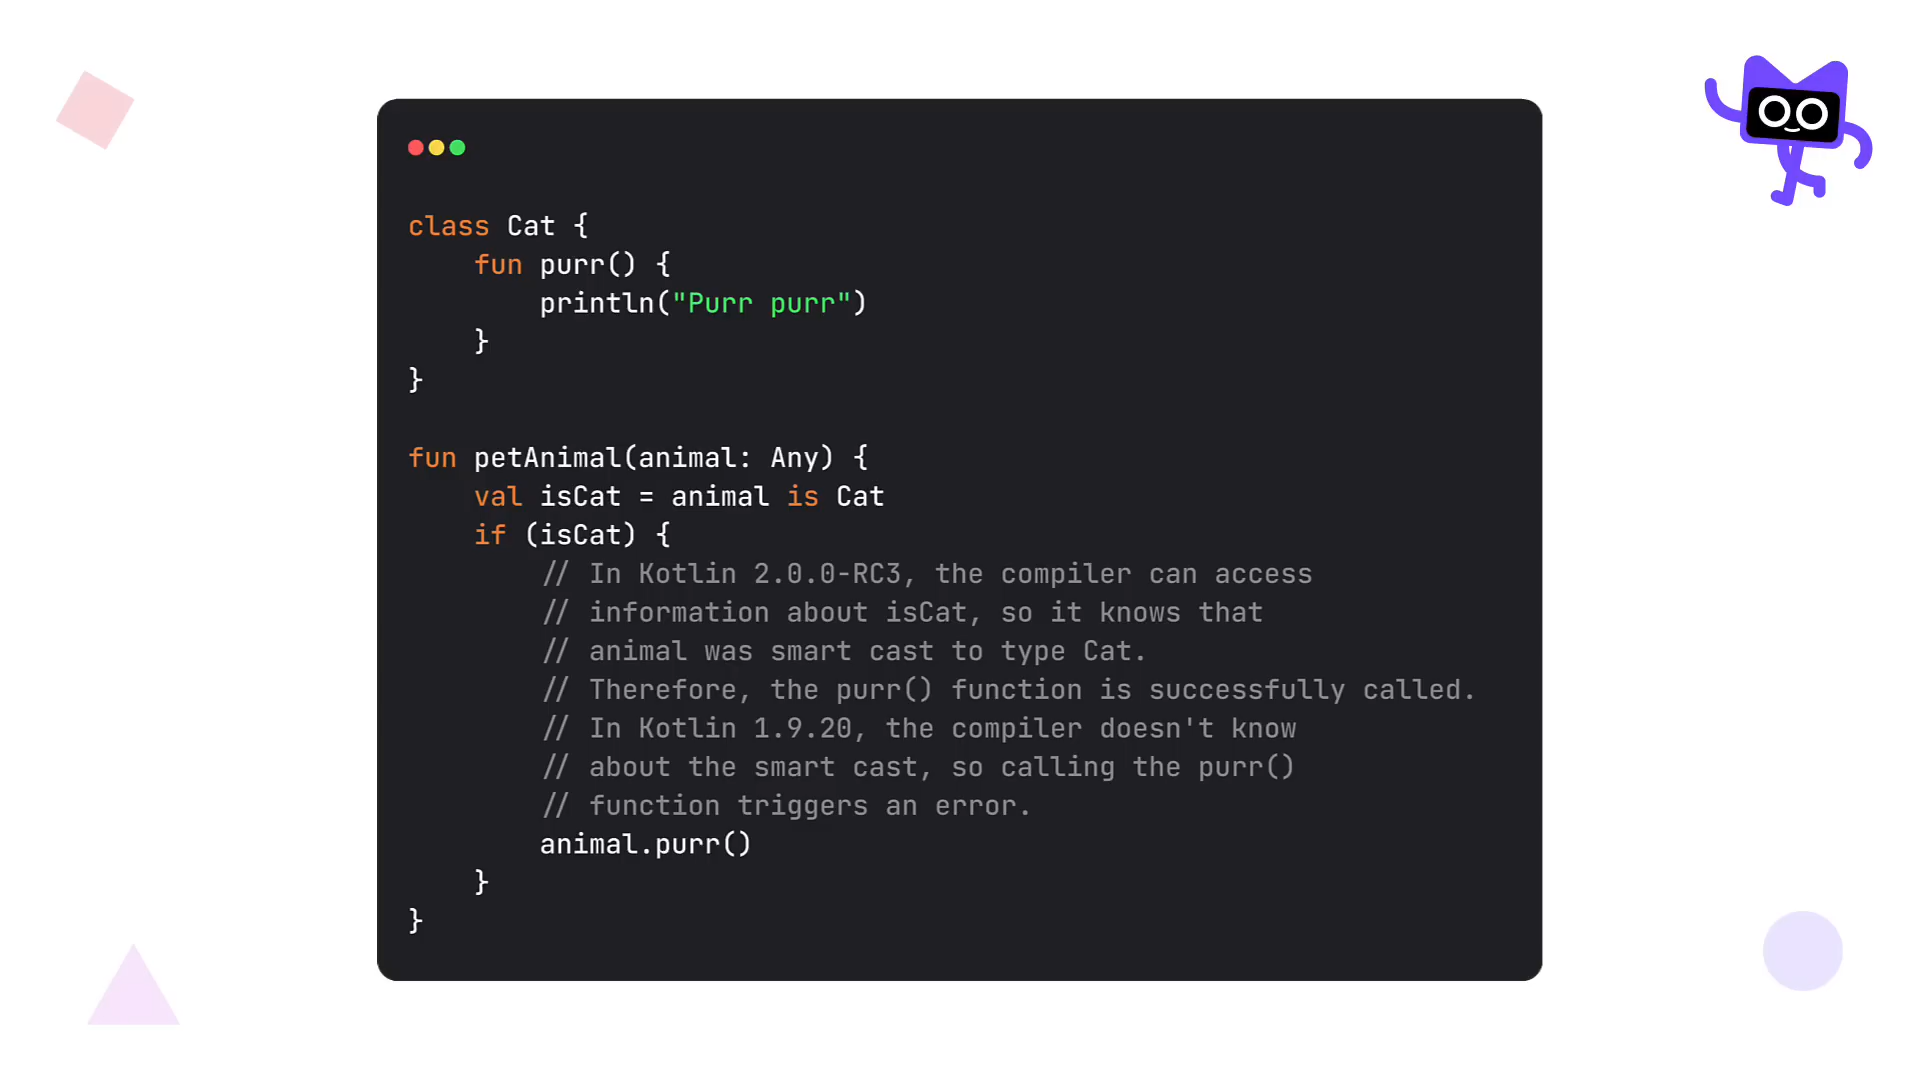 class Cat {
    fun purr() {
        println("Purr purr")
    }
}
fun petAnimal(animal: Any) {
    val isCat = animal is Cat
    if (isCat) {
        // In Kotlin 2.0.0-RC3, the compiler can access
        // information about isCat, so it knows that
        // animal was smart cast to type Cat.
        // Therefore, the purr() function is successfully called.
        // In Kotlin 1.9.20, the compiler doesn't know
        // about the smart cast, so calling the purr()
        // function triggers an error.
        animal.purr()
    }
}